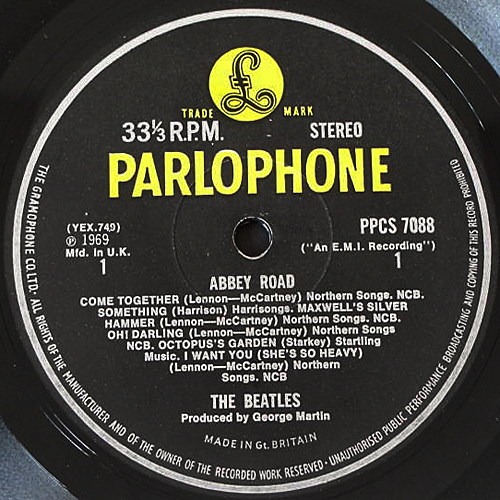 £
TRADE MARK
33⅓ R.P.M. STEREO
PARLOPHONE
(YEX.749) PPCS 7088
℗ 1969 ("An E.M.I. Recording")
Mfd. In U.K.
1 1
ABBEY ROAD
COME TOGETHER (Lennon—McCartney) Northern Songs. NCB.
SOMETHING (Harrison) Harrisongs. MAXWELL'S SILVER
HAMMER (Lennon—McCartney) Northern Songs. NCB.
OH! DARLING (Lennon—McCartney) Northern Songs
NCB. OCTOPUS'S GARDEN (Starkey) Startling
Music. I WANT YOU (SHE'S SO HEAVY)
(Lennon—McCartney) Northern
Songs. NCB
THE BEATLES
Produced by George Martin
MADE IN Gt. BRITAIN
THE GRAMOPHONE CO. LTD. · ALL RIGHTS OF THE MANUFACTURER AND OF THE OWNER OF THE RECORDED WORK RESERVED · UNAUTHORISED PUBLIC PERFORMANCE BROADCASTING AND COPYING OF THIS RECORD PROHIBITED